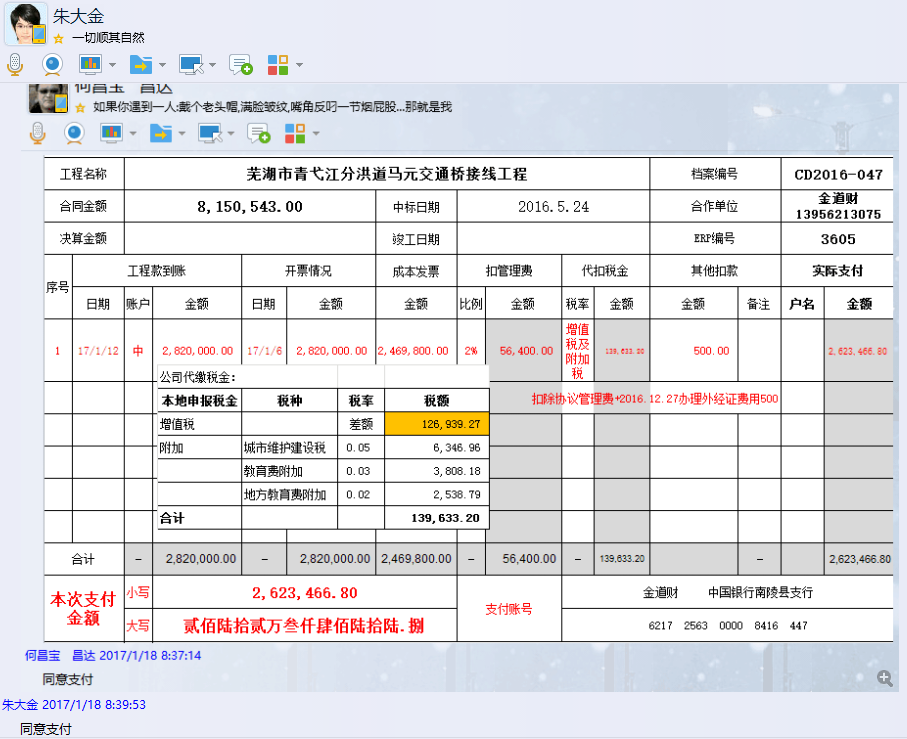 朱大金
一切顺其自然
何昌宝 昌达
如果你遇到一人:戴个老头帽,满脸皱纹,嘴角反叼一节烟屁股...那就是我
工程名称 芜湖市青弋江分洪道马元交通桥接线工程 档案编号 CD2016-047
合同金额 8,150,543.00 中标日期 2016.5.24 合作单位 金道财 13956213075
决算金额 竣工日期 ERP编号 3605
序号 工程款到账 开票情况 成本发票 扣管理费 代扣税金 其他扣款 实际支付
日期 账户 金额 日期 金额 金额 比例 金额 税率 金额 金额 备注 户名 金额
1 17/1/12 中 2,820,000.00 17/1/6 2,820,000.00 2,469,800.00 2% 56,400.00 增值税及附加税 139,633.20 500.00 2,623,466.80
公司代缴税金:
扣除协议管理费+2016.12.27办理外经证费用500
本地申报税金 税种 税率 税额
增值税 差额 126,939.27
附加 城市维护建设税 0.05 6,346.96
教育费附加 0.03 3,808.18
地方教育费附加 0.02 2,538.79
合计 139,633.20
合计 - 2,820,000.00 - 2,820,000.00 2,469,800.00 - 56,400.00 - 139,633.20 - 2,623,466.80
本次支付金额 小写 2,623,466.80 支付账号 金道财 中国银行南陵县支行
大写 贰佰陆拾贰万叁仟肆佰陆拾陆.捌 6217 2563 0000 8416 447
何昌宝 昌达 2017/1/18 8:37:14
同意支付
朱大金 2017/1/18 8:39:53
同意支付